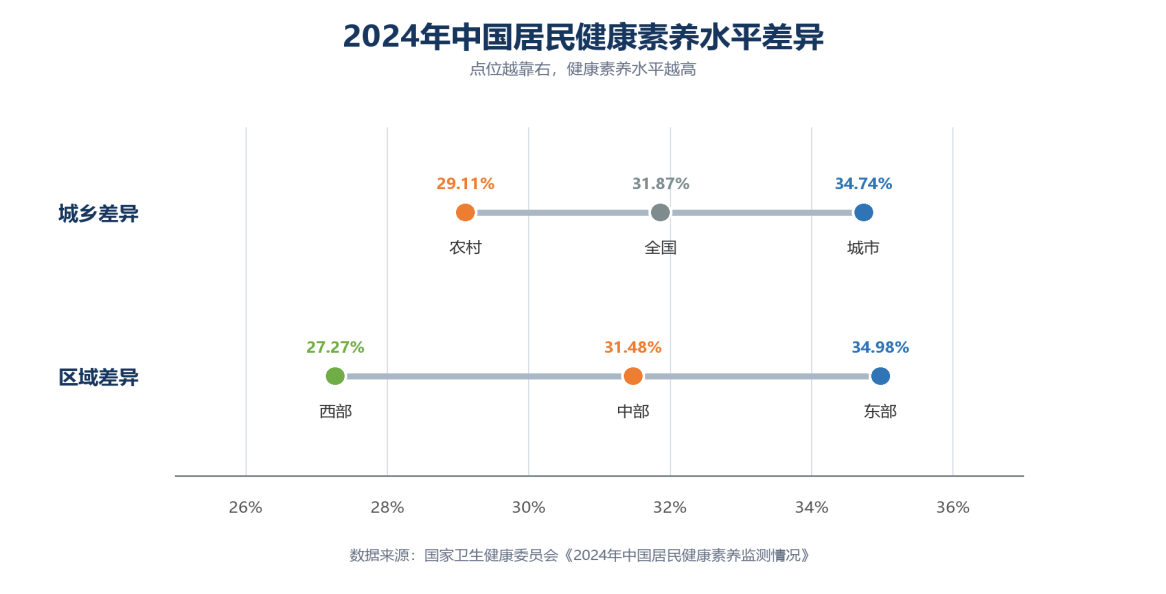 2024年中国居民健康素养水平差异
点位越靠右，健康素养水平越高
29.11% 31.87% 34.74%
城乡差异
农村 全国 城市
27.27% 31.48% 34.98%
区域差异
西部 中部 东部
26% 28% 30% 32% 34% 36%
数据来源：国家卫生健康委员会《2024年中国居民健康素养监测情况》